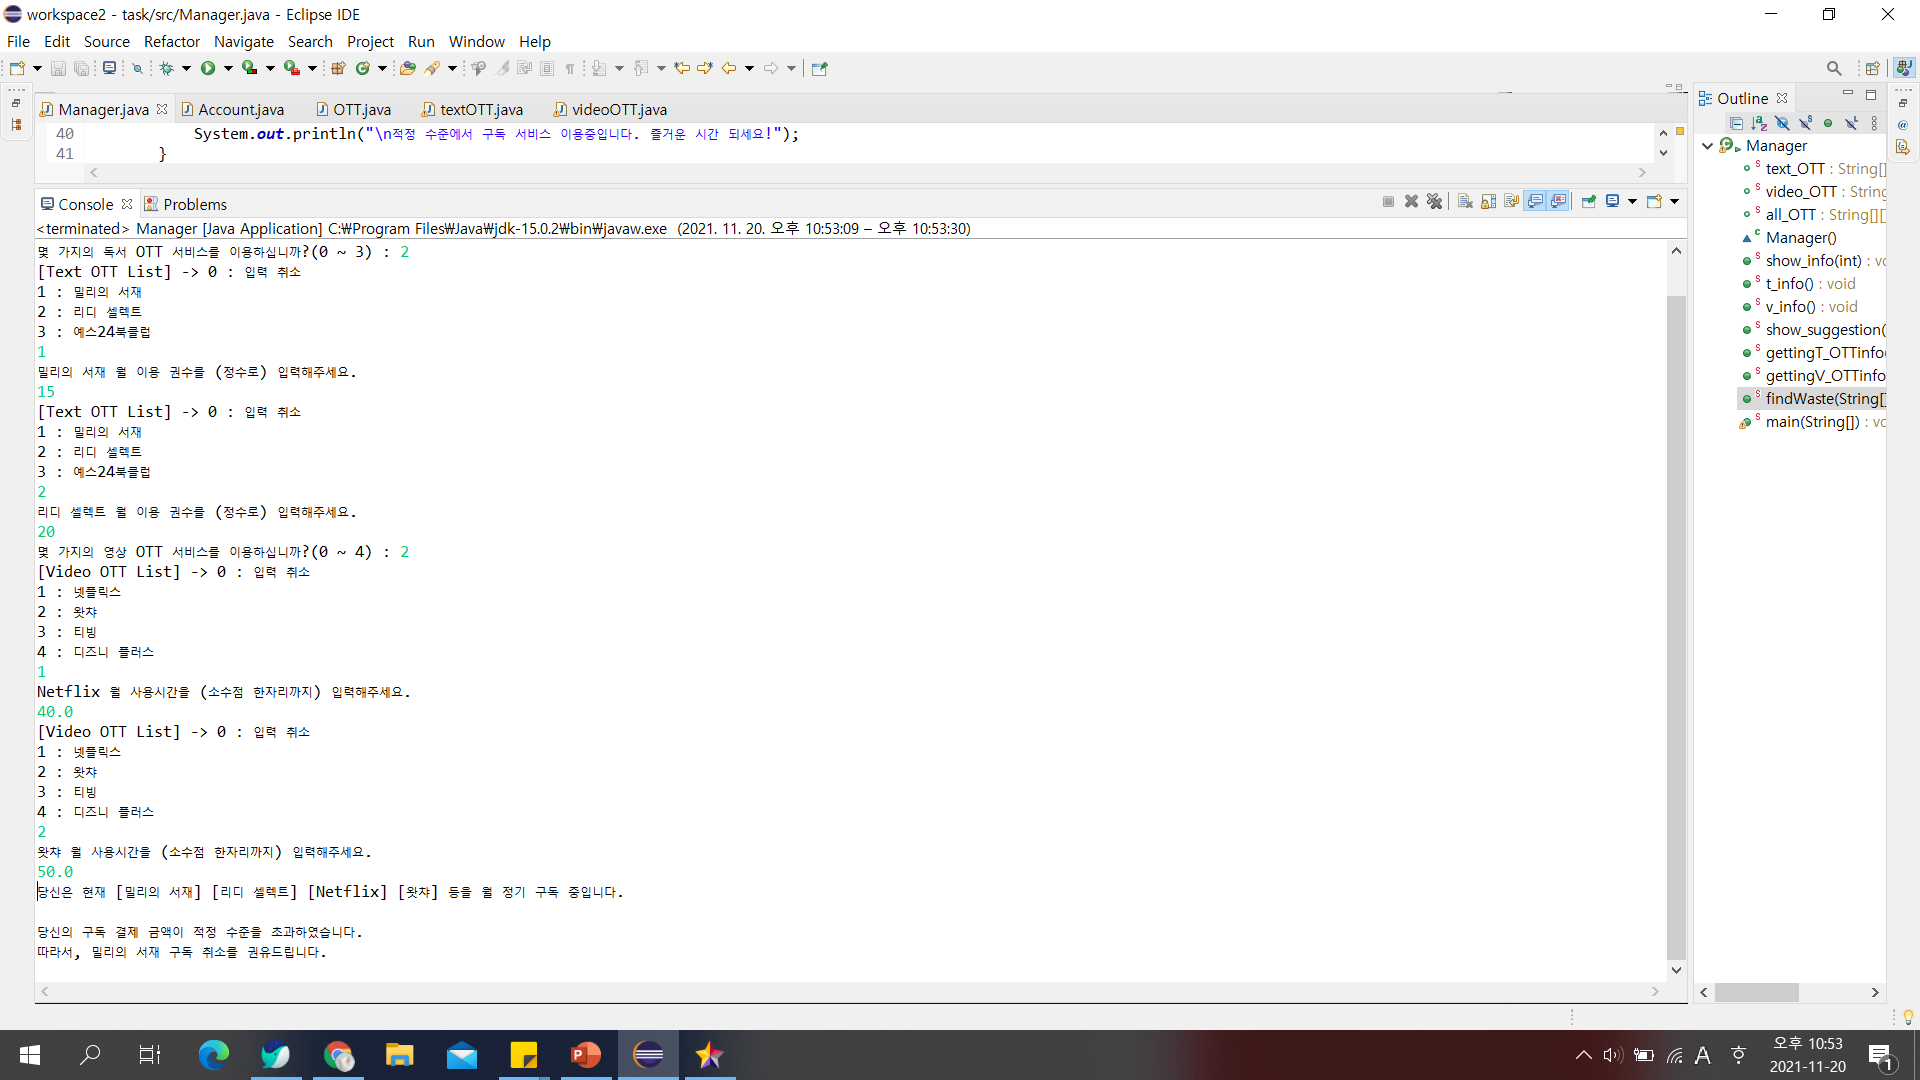 workspace2 - task/src/Manager.java - Eclipse IDE
File Edit Source Refactor Navigate Search Project Run Window Help
Manager.java Account.java OTT.java textOTT.java videoOTT.java
40 System.out.println("\n적정 수준에서 구독 서비스 이용중입니다. 즐거운 시간 되세요!");
41 }
Console Problems
<terminated> Manager [Java Application] C:₩Program Files₩Java₩jdk-15.0.2₩bin₩javaw.exe (2021. 11. 20. 오후 10:53:09 – 오후 10:53:30)
몇 가지의 독서 OTT 서비스를 이용하십니까?(0 ~ 3) : 2
[Text OTT List] -> 0 : 입력 취소
1 : 밀리의 서재
2 : 리디 셀렉트
3 : 예스24북클럽
1
밀리의 서재 월 이용 권수를 (정수로) 입력해주세요.
15
[Text OTT List] -> 0 : 입력 취소
1 : 밀리의 서재
2 : 리디 셀렉트
3 : 예스24북클럽
2
리디 셀렉트 월 이용 권수를 (정수로) 입력해주세요.
20
몇 가지의 영상 OTT 서비스를 이용하십니까?(0 ~ 4) : 2
[Video OTT List] -> 0 : 입력 취소
1 : 넷플릭스
2 : 왓챠
3 : 티빙
4 : 디즈니 플러스
1
Netflix 월 사용시간을 (소수점 한자리까지) 입력해주세요.
40.0
[Video OTT List] -> 0 : 입력 취소
1 : 넷플릭스
2 : 왓챠
3 : 티빙
4 : 디즈니 플러스
2
왓챠 월 사용시간을 (소수점 한자리까지) 입력해주세요.
50.0
당신은 현재 [밀리의 서재] [리디 셀렉트] [Netflix] [왓챠] 등을 월 정기 구독 중입니다.
당신의 구독 결제 금액이 적정 수준을 초과하였습니다.
따라서, 밀리의 서재 구독 취소를 권유드립니다.
Outline
Manager
text_OTT : String[]
video_OTT : String
all_OTT : String[][]
Manager()
show_info(int) : vo
t_info() : void
v_info() : void
show_suggestion(
gettingT_OTTinfo(
gettingV_OTTinfo
findWaste(String[]
main(String[]) : vo
A 오후 10:53
2021-11-20
1